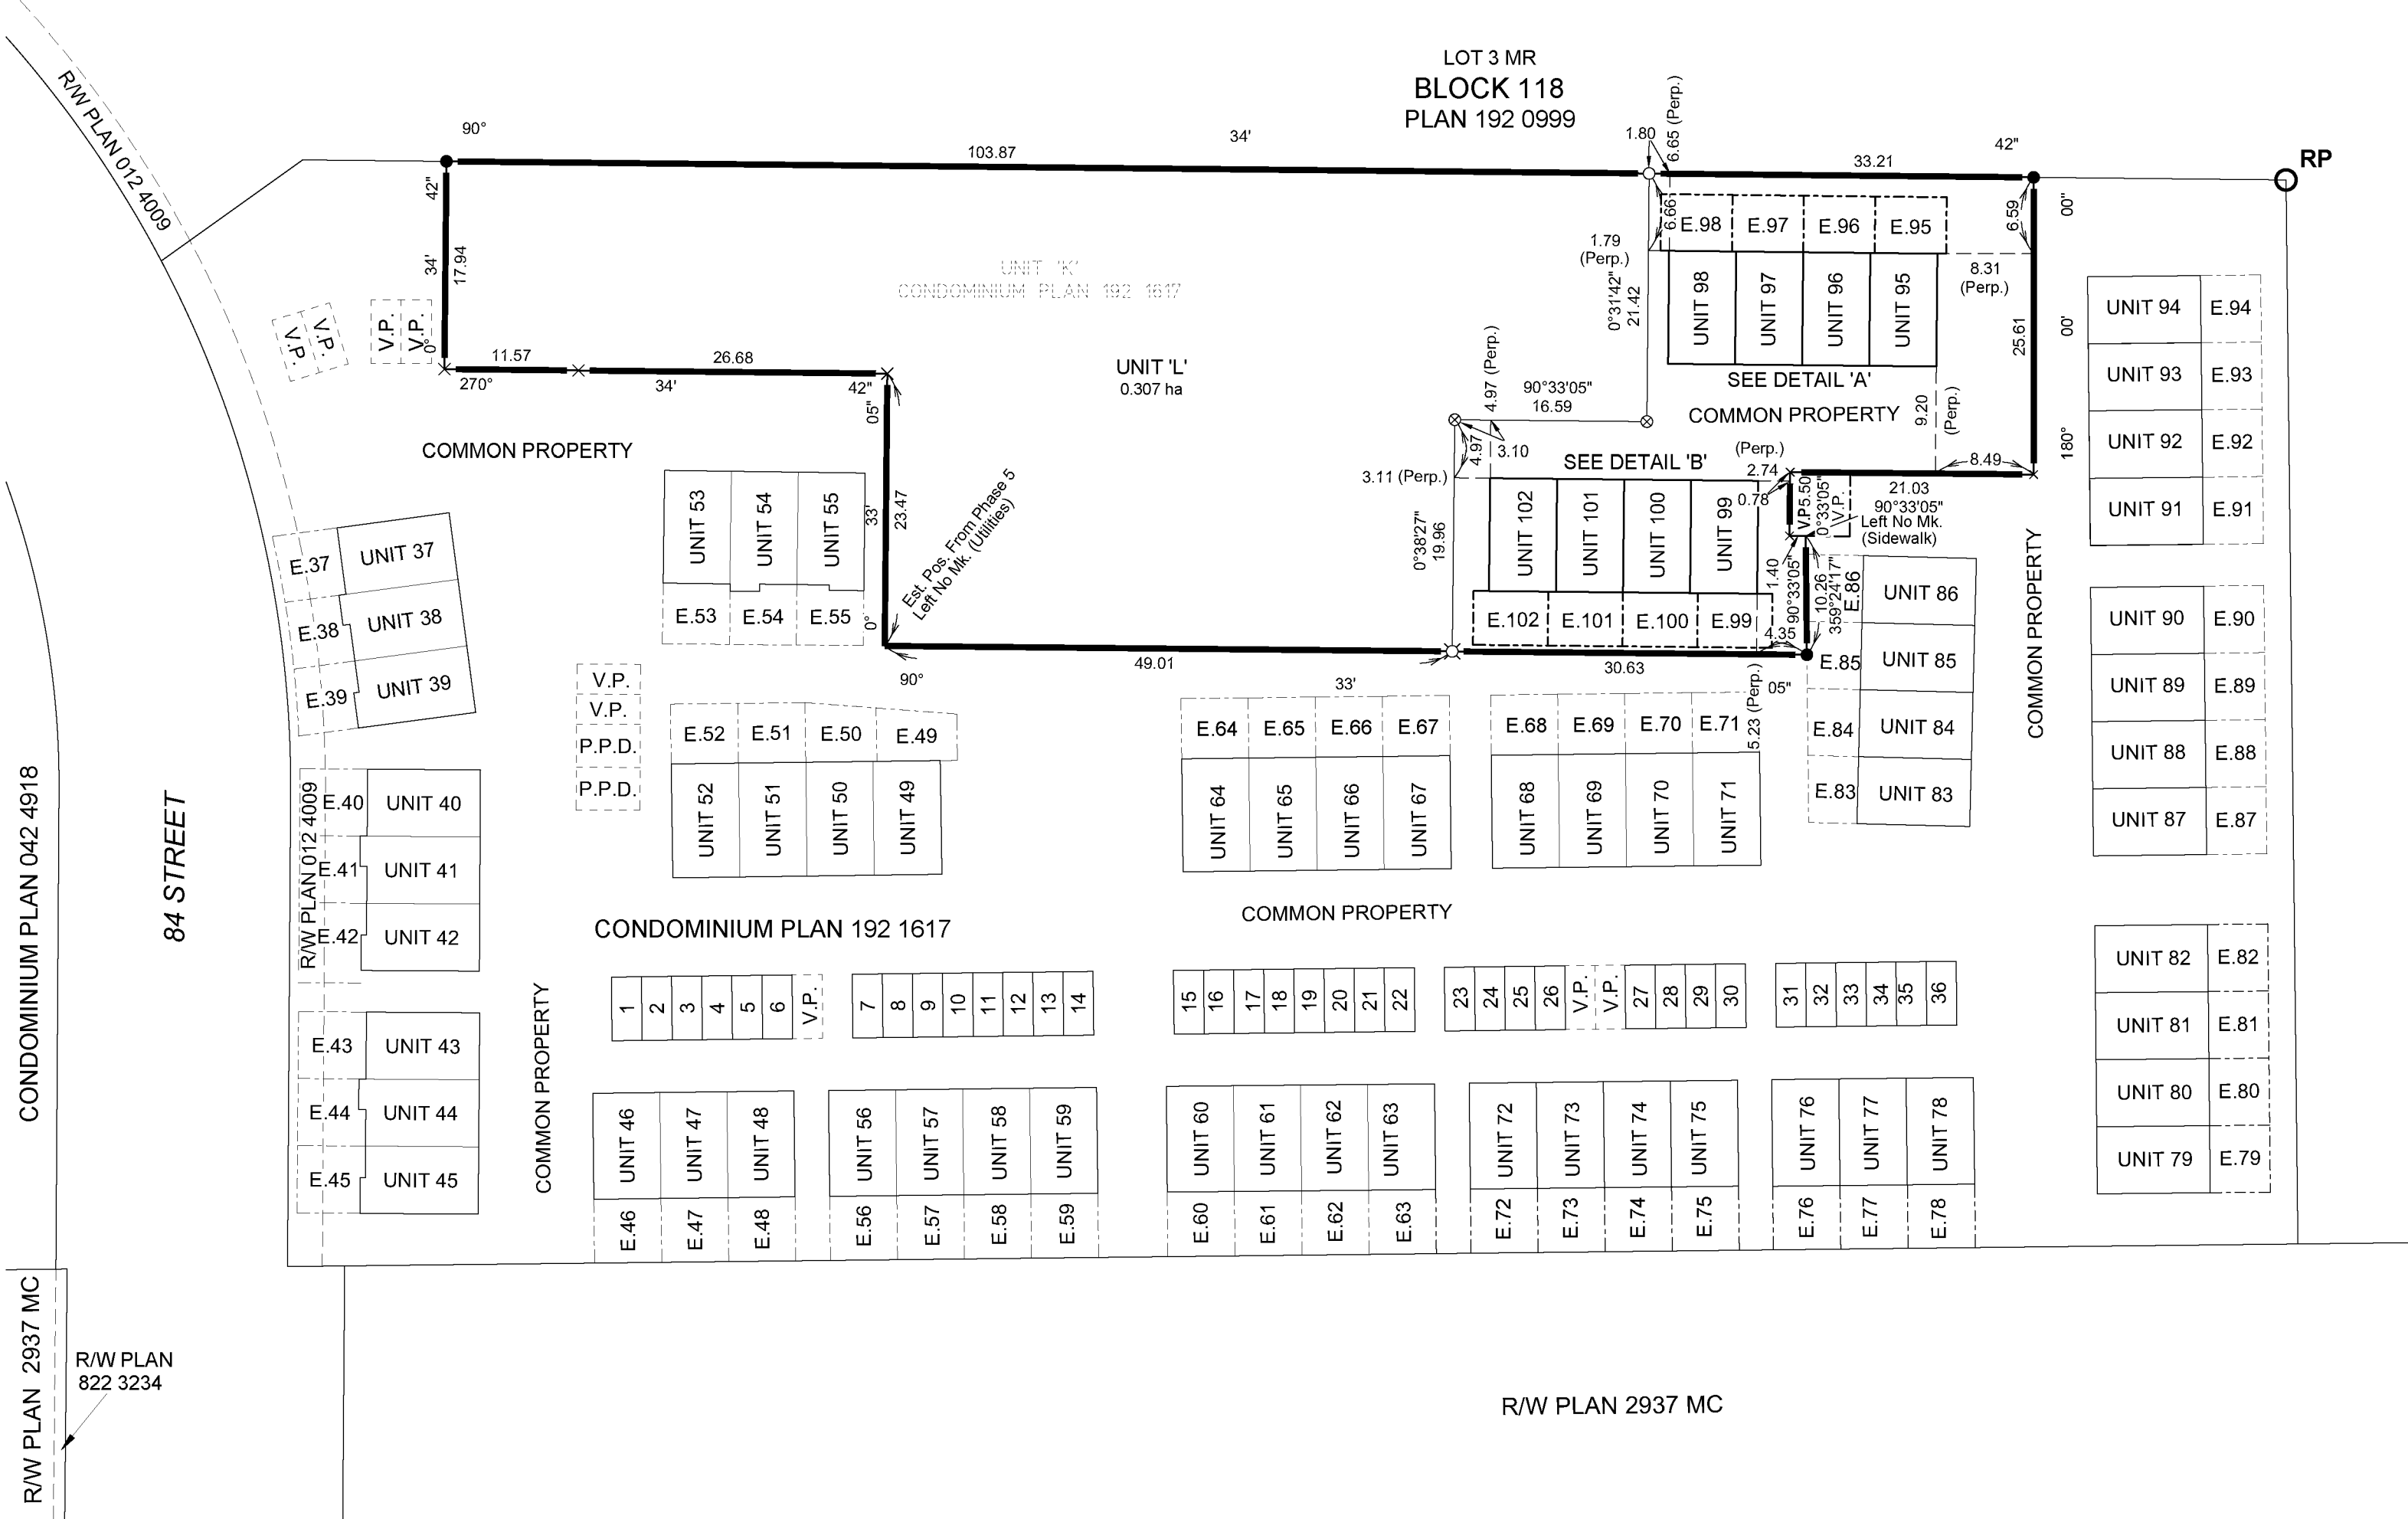 LOT 3 MR
BLOCK 118
PLAN 192 0999
RP
R/W PLAN 012 4009
90°
34'
42"
103.87
1.80
6.65 (Perp.)
33.21
42"
34'
0°
17.94
11.57
26.68
270°
34'
42"
V.P.
V.P.
V.P.
V.P.
UNIT 'K'
CONDOMINIUM PLAN 192 1617
UNIT 'L'
0.307 ha
6.66
1.79
(Perp.)
0°31'42"
21.42
E.98
E.97
E.96
E.95
UNIT 98
UNIT 97
UNIT 96
UNIT 95
6.59
8.31
(Perp.)
25.61
00"
00'
180°
SEE DETAIL 'A'
COMMON PROPERTY
9.20
(Perp.)
90°33'05"
16.59
4.97 (Perp.)
4.97
3.10
3.11 (Perp.)
0°38'27"
19.96
SEE DETAIL 'B'
(Perp.)
2.74
0.78
8.49
21.03
90°33'05"
Left No Mk.
(Sidewalk)
V.P.
5.50
0°33'05"
V.P.
1.40
90°33'05"
10.26
359°24'17"
4.35
UNIT 102
UNIT 101
UNIT 100
UNIT 99
E.102
E.101
E.100
E.99
30.63
5.23 (Perp.)
05"
COMMON PROPERTY
05"
33'
0°
23.47
Est. Pos. From Phase 5
Left No Mk. (Utilities)
49.01
90°
33'
UNIT 53
UNIT 54
UNIT 55
E.53
E.54
E.55
UNIT 94
E.94
UNIT 93
E.93
UNIT 92
E.92
UNIT 91
E.91
UNIT 90
E.90
UNIT 89
E.89
UNIT 88
E.88
UNIT 87
E.87
COMMON PROPERTY
E.86
UNIT 86
E.85
UNIT 85
E.84
UNIT 84
E.83
UNIT 83
E.37
UNIT 37
E.38
UNIT 38
E.39
UNIT 39
V.P.
V.P.
P.P.D.
P.P.D.
E.52
E.51
E.50
E.49
UNIT 52
UNIT 51
UNIT 50
UNIT 49
E.64
E.65
E.66
E.67
UNIT 64
UNIT 65
UNIT 66
UNIT 67
E.68
E.69
E.70
E.71
UNIT 68
UNIT 69
UNIT 70
UNIT 71
CONDOMINIUM PLAN 042 4918
84 STREET
R/W PLAN 012 4009
E.40
UNIT 40
E.41
UNIT 41
E.42
UNIT 42
CONDOMINIUM PLAN 192 1617
COMMON PROPERTY
COMMON PROPERTY
1
2
3
4
5
6
V.P.
7
8
9
10
11
12
13
14
15
16
17
18
19
20
21
22
23
24
25
26
V.P.
V.P.
27
28
29
30
31
32
33
34
35
36
UNIT 82
E.82
UNIT 81
E.81
UNIT 80
E.80
UNIT 79
E.79
E.43
UNIT 43
E.44
UNIT 44
E.45
UNIT 45
UNIT 46
UNIT 47
UNIT 48
E.46
E.47
E.48
UNIT 56
UNIT 57
UNIT 58
UNIT 59
E.56
E.57
E.58
E.59
UNIT 60
UNIT 61
UNIT 62
UNIT 63
E.60
E.61
E.62
E.63
UNIT 72
UNIT 73
UNIT 74
UNIT 75
E.72
E.73
E.74
E.75
UNIT 76
UNIT 77
UNIT 78
E.76
E.77
E.78
R/W PLAN 2937 MC
R/W PLAN
822 3234
R/W PLAN 2937 MC